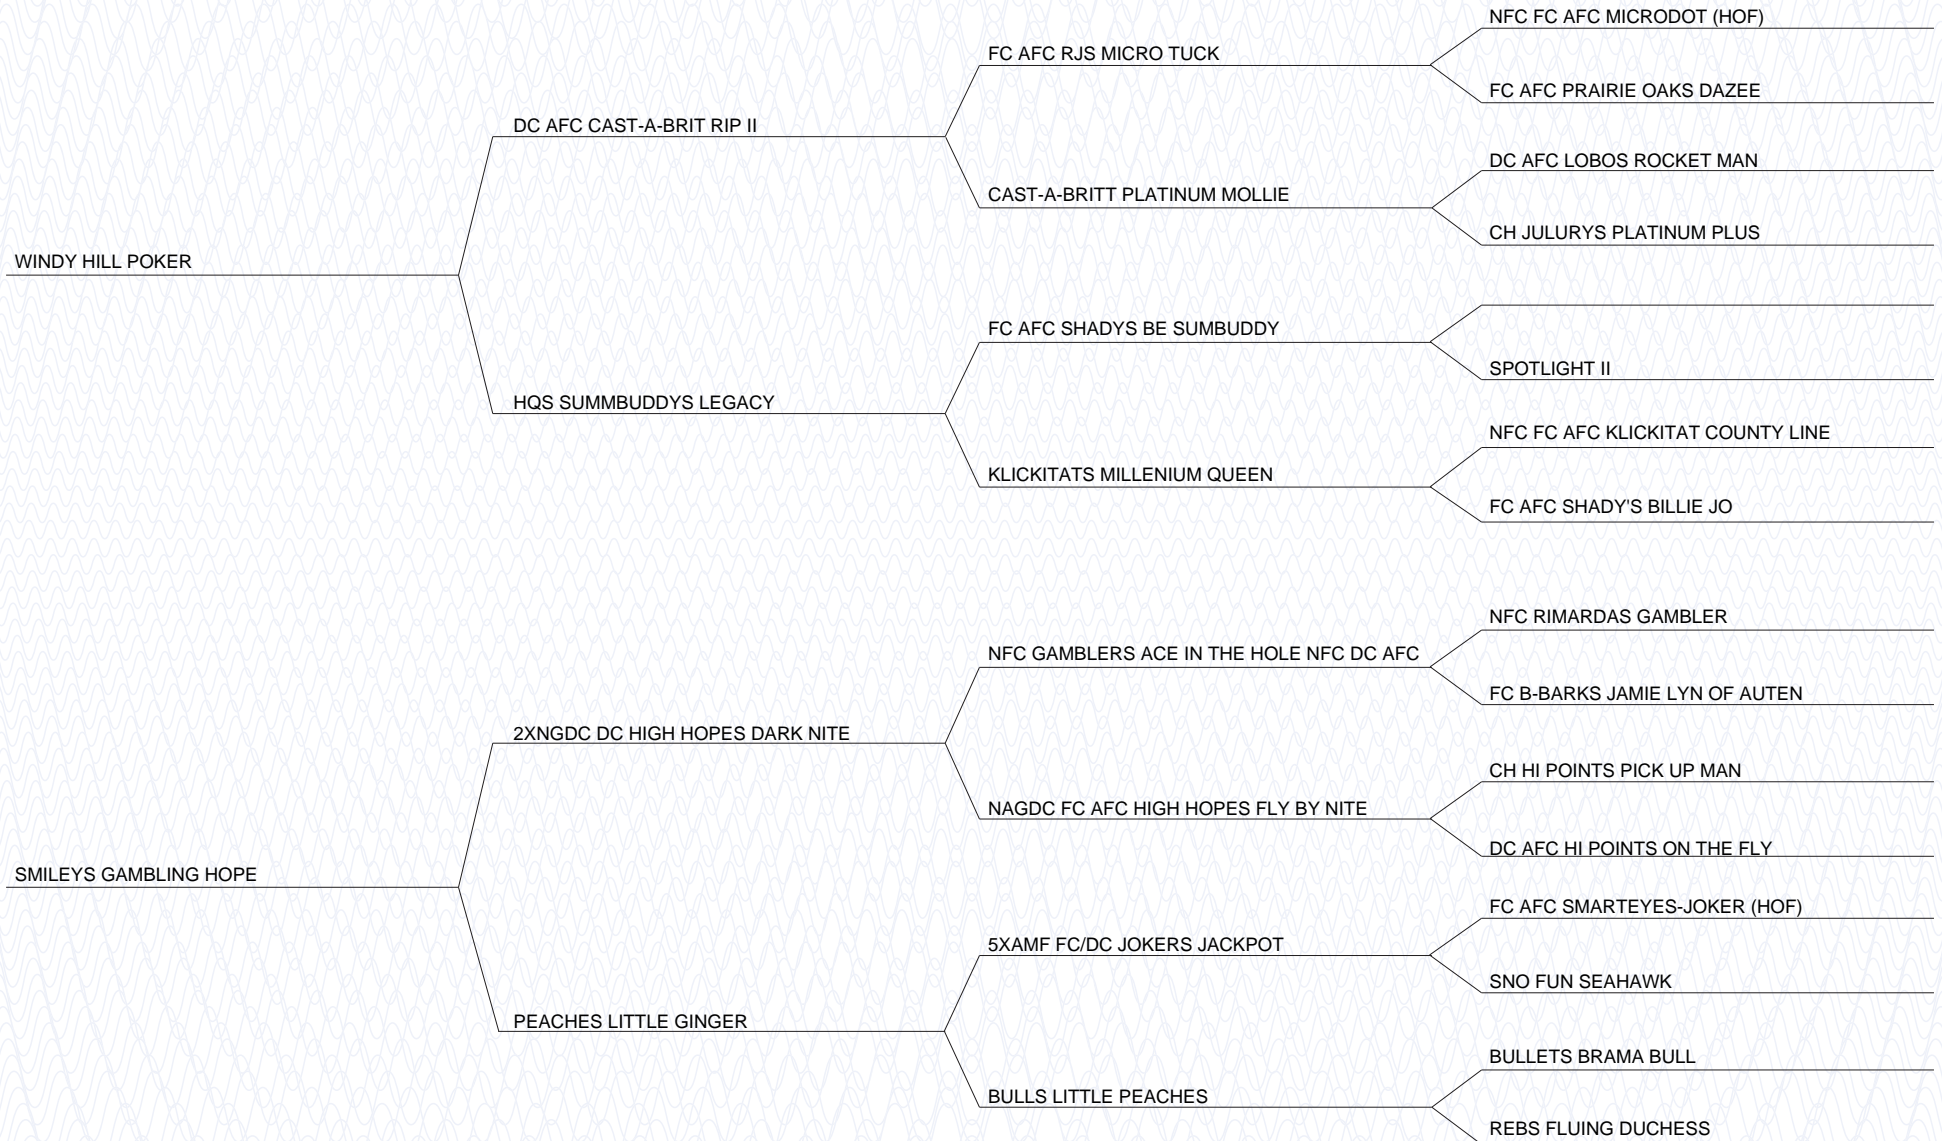 NFC FC AFC MICRODOT (HOF)
FC AFC RJS MICRO TUCK
FC AFC PRAIRIE OAKS DAZEE
DC AFC CAST-A-BRIT RIP II
DC AFC LOBOS ROCKET MAN
CAST-A-BRITT PLATINUM MOLLIE
CH JULURYS PLATINUM PLUS
WINDY HILL POKER
FC AFC SHADYS BE SUMBUDDY
SPOTLIGHT II
HQS SUMMBUDDYS LEGACY
NFC FC AFC KLICKITAT COUNTY LINE
KLICKITATS MILLENIUM QUEEN
FC AFC SHADY'S BILLIE JO
NFC RIMARDAS GAMBLER
NFC GAMBLERS ACE IN THE HOLE NFC DC AFC
FC B-BARKS JAMIE LYN OF AUTEN
2XNGDC DC HIGH HOPES DARK NITE
CH HI POINTS PICK UP MAN
NAGDC FC AFC HIGH HOPES FLY BY NITE
DC AFC HI POINTS ON THE FLY
SMILEYS GAMBLING HOPE
FC AFC SMARTEYES-JOKER (HOF)
5XAMF FC/DC JOKERS JACKPOT
SNO FUN SEAHAWK
PEACHES LITTLE GINGER
BULLETS BRAMA BULL
BULLS LITTLE PEACHES
REBS FLUING DUCHESS